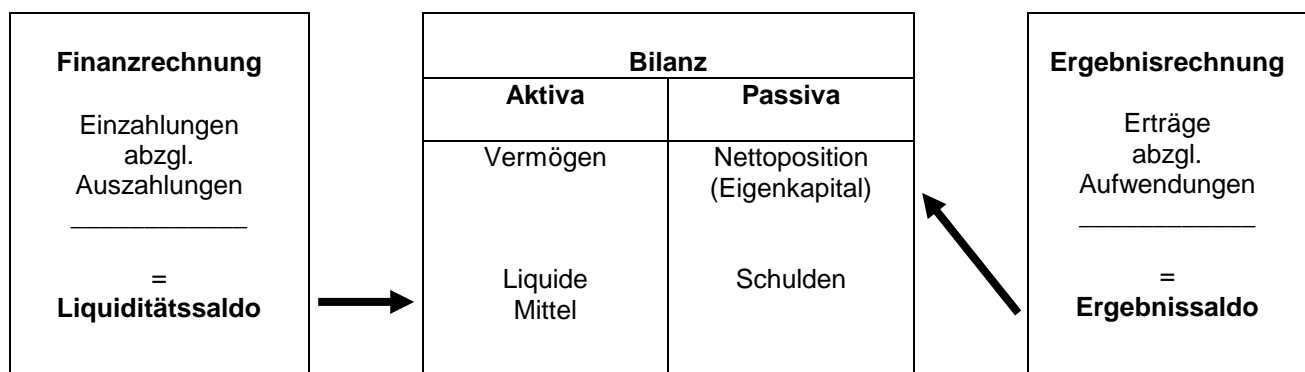 Finanzrechnung
Einzahlungen
abzgl.
Auszahlungen
=
Liquiditätssaldo
Bilanz
Aktiva
Passiva
Vermögen
Nettoposition
(Eigenkapital)
Liquide
Mittel
Schulden
Ergebnisrechnung
Erträge
abzgl.
Aufwendungen
=
Ergebnissaldo